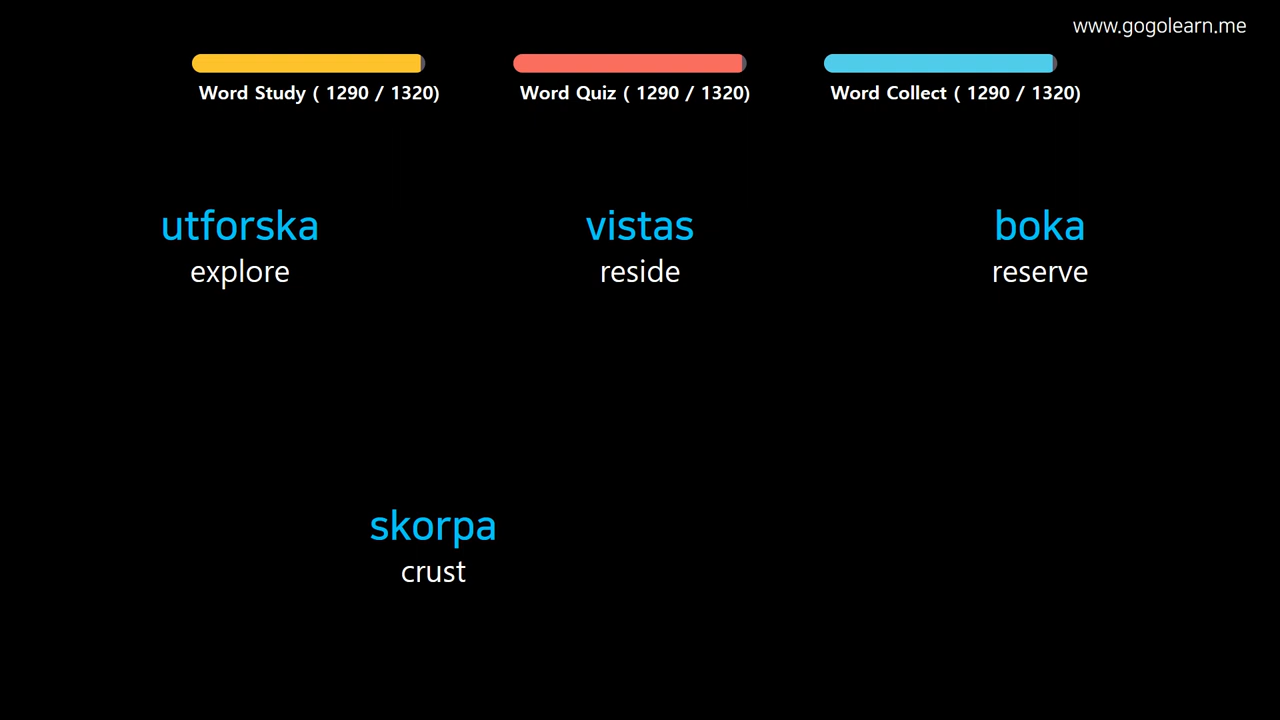 www.gogolearn.me
Word Study ( 1290 / 1320)
Word Quiz ( 1290 / 1320)
Word Collect ( 1290 / 1320)
utforska
explore
vistas
reside
boka
reserve
skorpa
crust